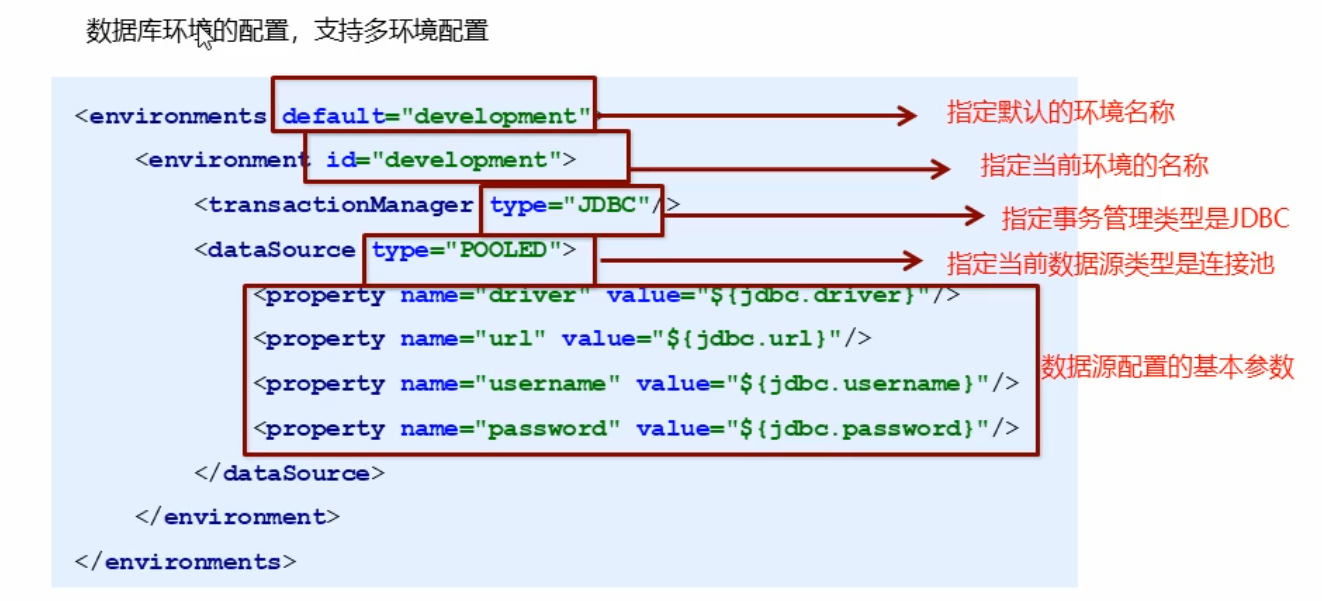 数据库环境的配置，支持多环境配置
<environments default="development">
指定默认的环境名称
<environment id="development">
指定当前环境的名称
<transactionManager type="JDBC"/>
指定事务管理类型是JDBC
<dataSource type="POOLED">
指定当前数据源类型是连接池
<property name="driver" value="${jdbc.driver}"/>
<property name="url" value="${jdbc.url}"/>
<property name="username" value="${jdbc.username}"/>
数据源配置的基本参数
<property name="password" value="${jdbc.password}"/>
</dataSource>
</environment>
</environments>